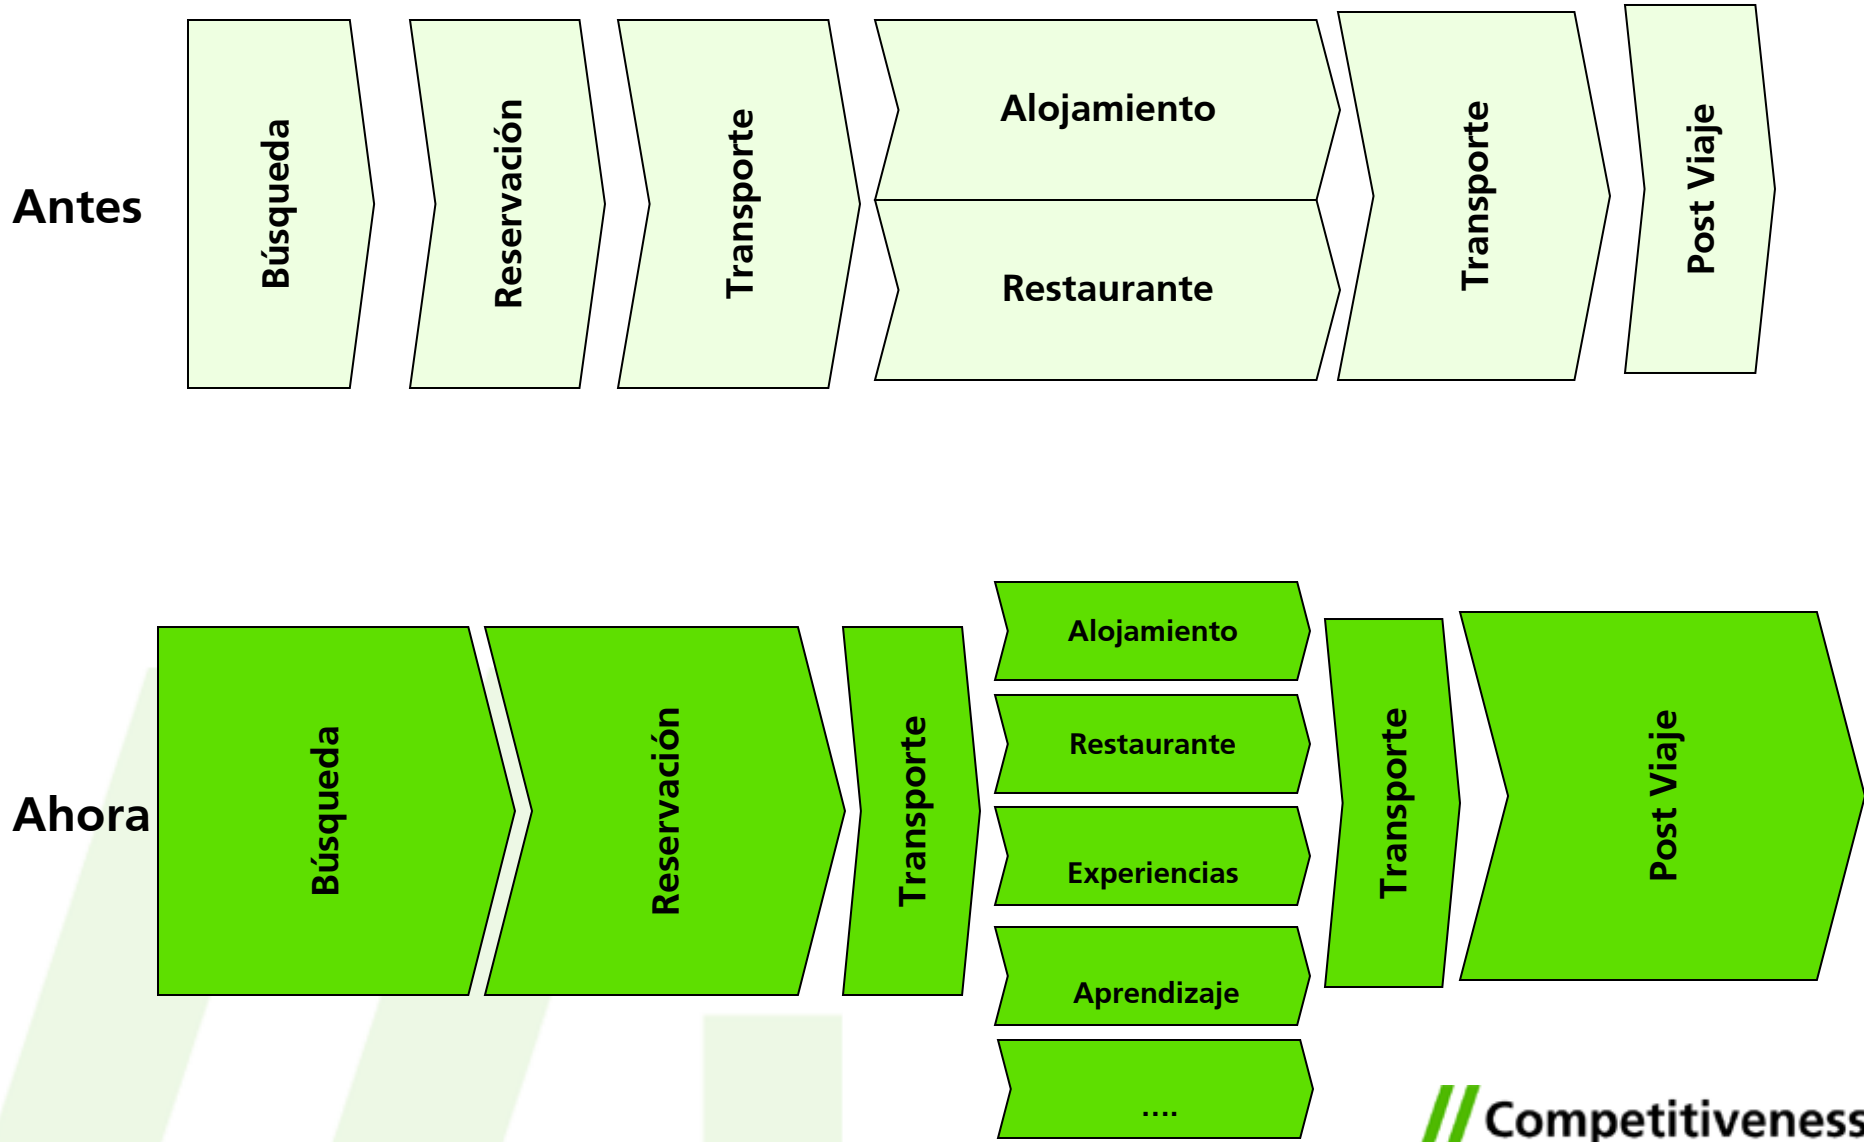 Antes
Búsqueda
Reservación
Transporte
Alojamiento
Restaurante
Transporte
Post Viaje
Ahora
Búsqueda
Reservación
Transporte
Alojamiento
Restaurante
Experiencias
Aprendizaje
....
Transporte
Post Viaje
Competitiveness